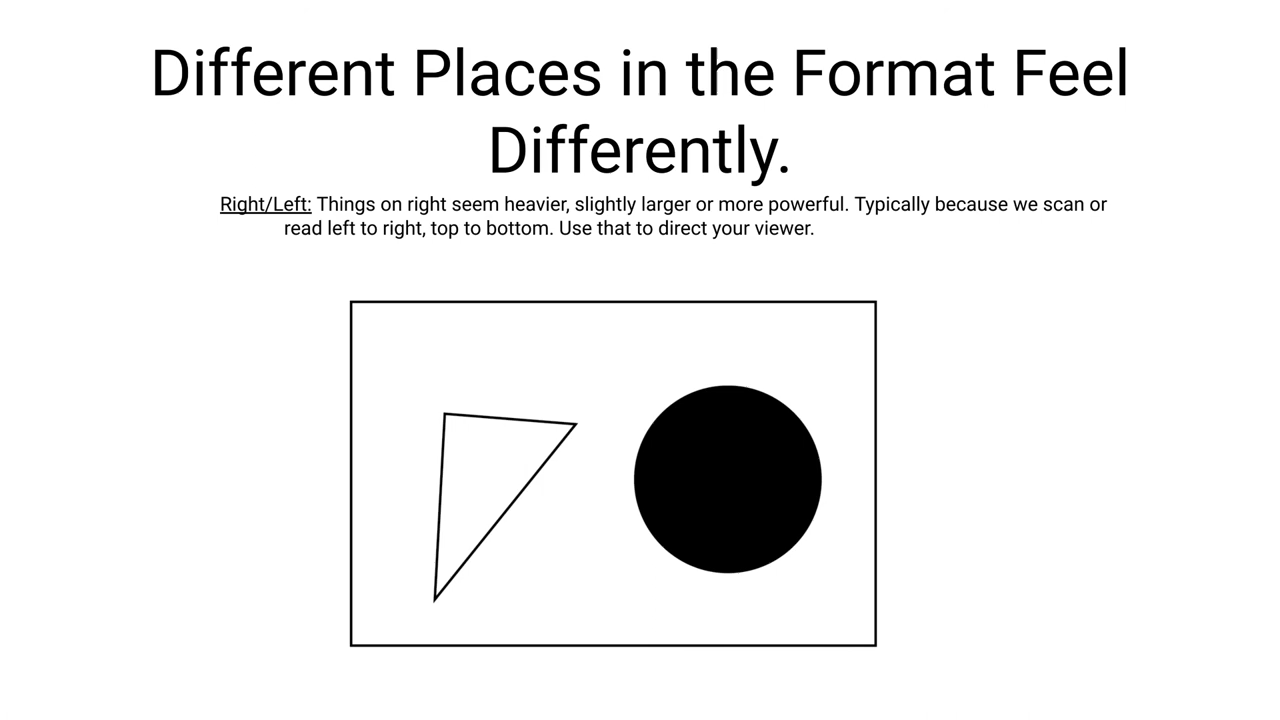 Different Places in the Format Feel
Differently.
Right/Left: Things on right seem heavier, slightly larger or more powerful. Typically because we scan or
read left to right, top to bottom. Use that to direct your viewer.